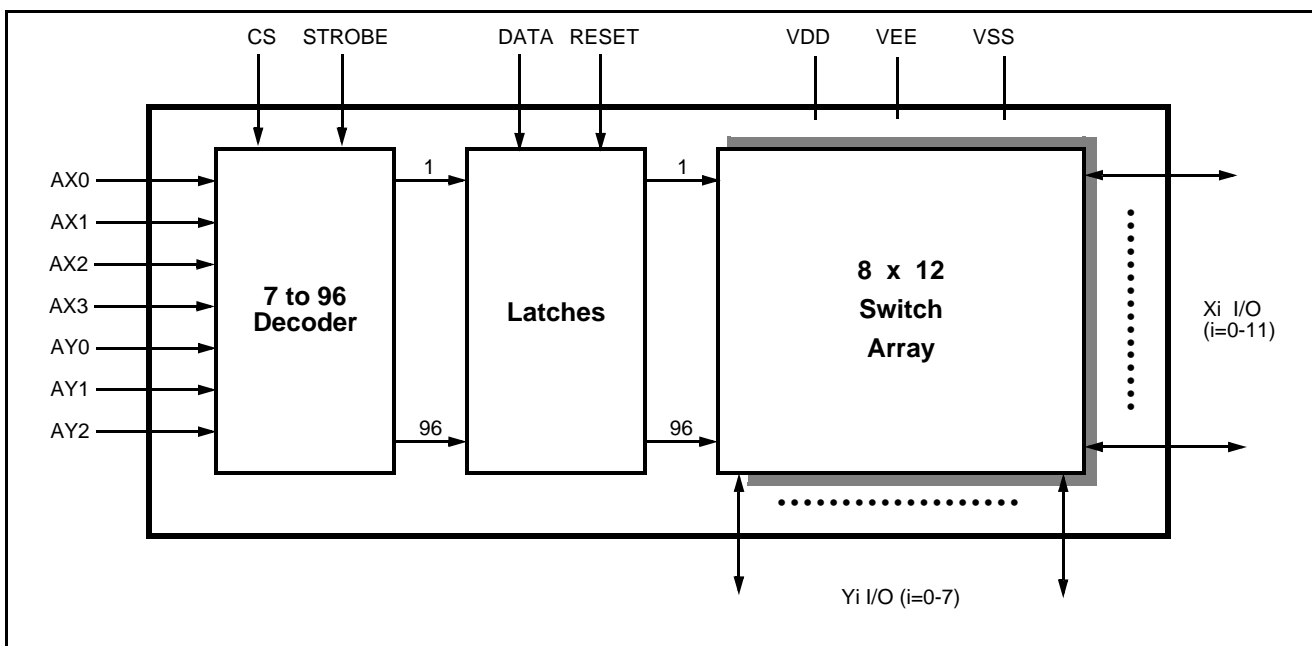 CS STROBE DATA RESET VDD VEE VSS
AX0
AX1
AX2
AX3
AY0
AY1
AY2
7 to 96
Decoder
1
96
Latches
1
96
8 x 12
Switch
Array
Xi I/O
(i=0-11)
Yi I/O (i=0-7)